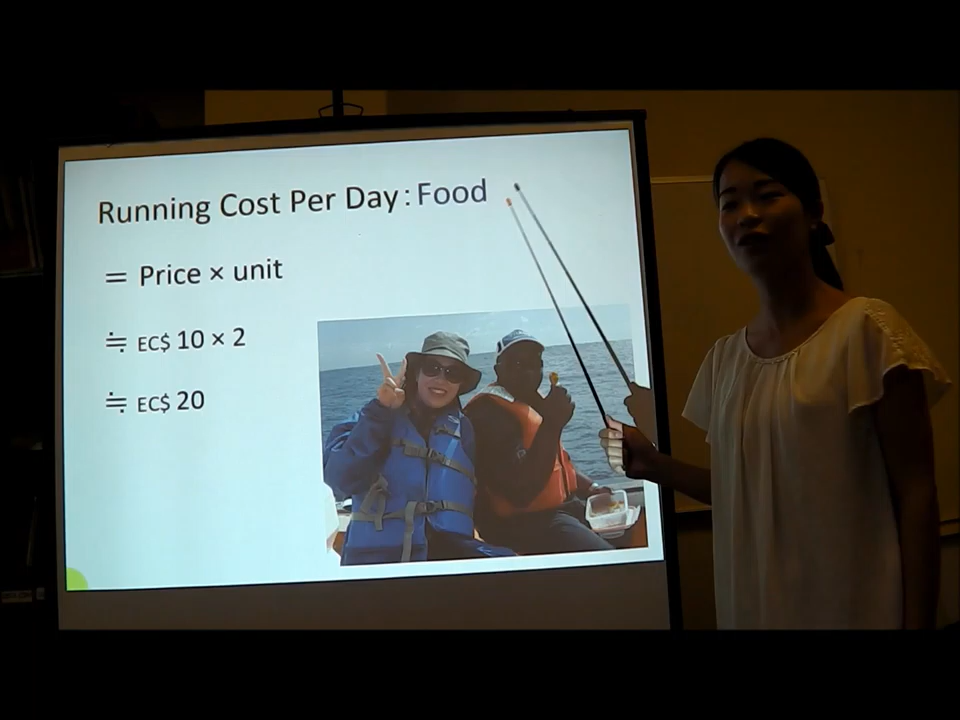 Running Cost Per Day : Food
= Price × unit
≒ EC$ 10 × 2
≒ EC$ 20